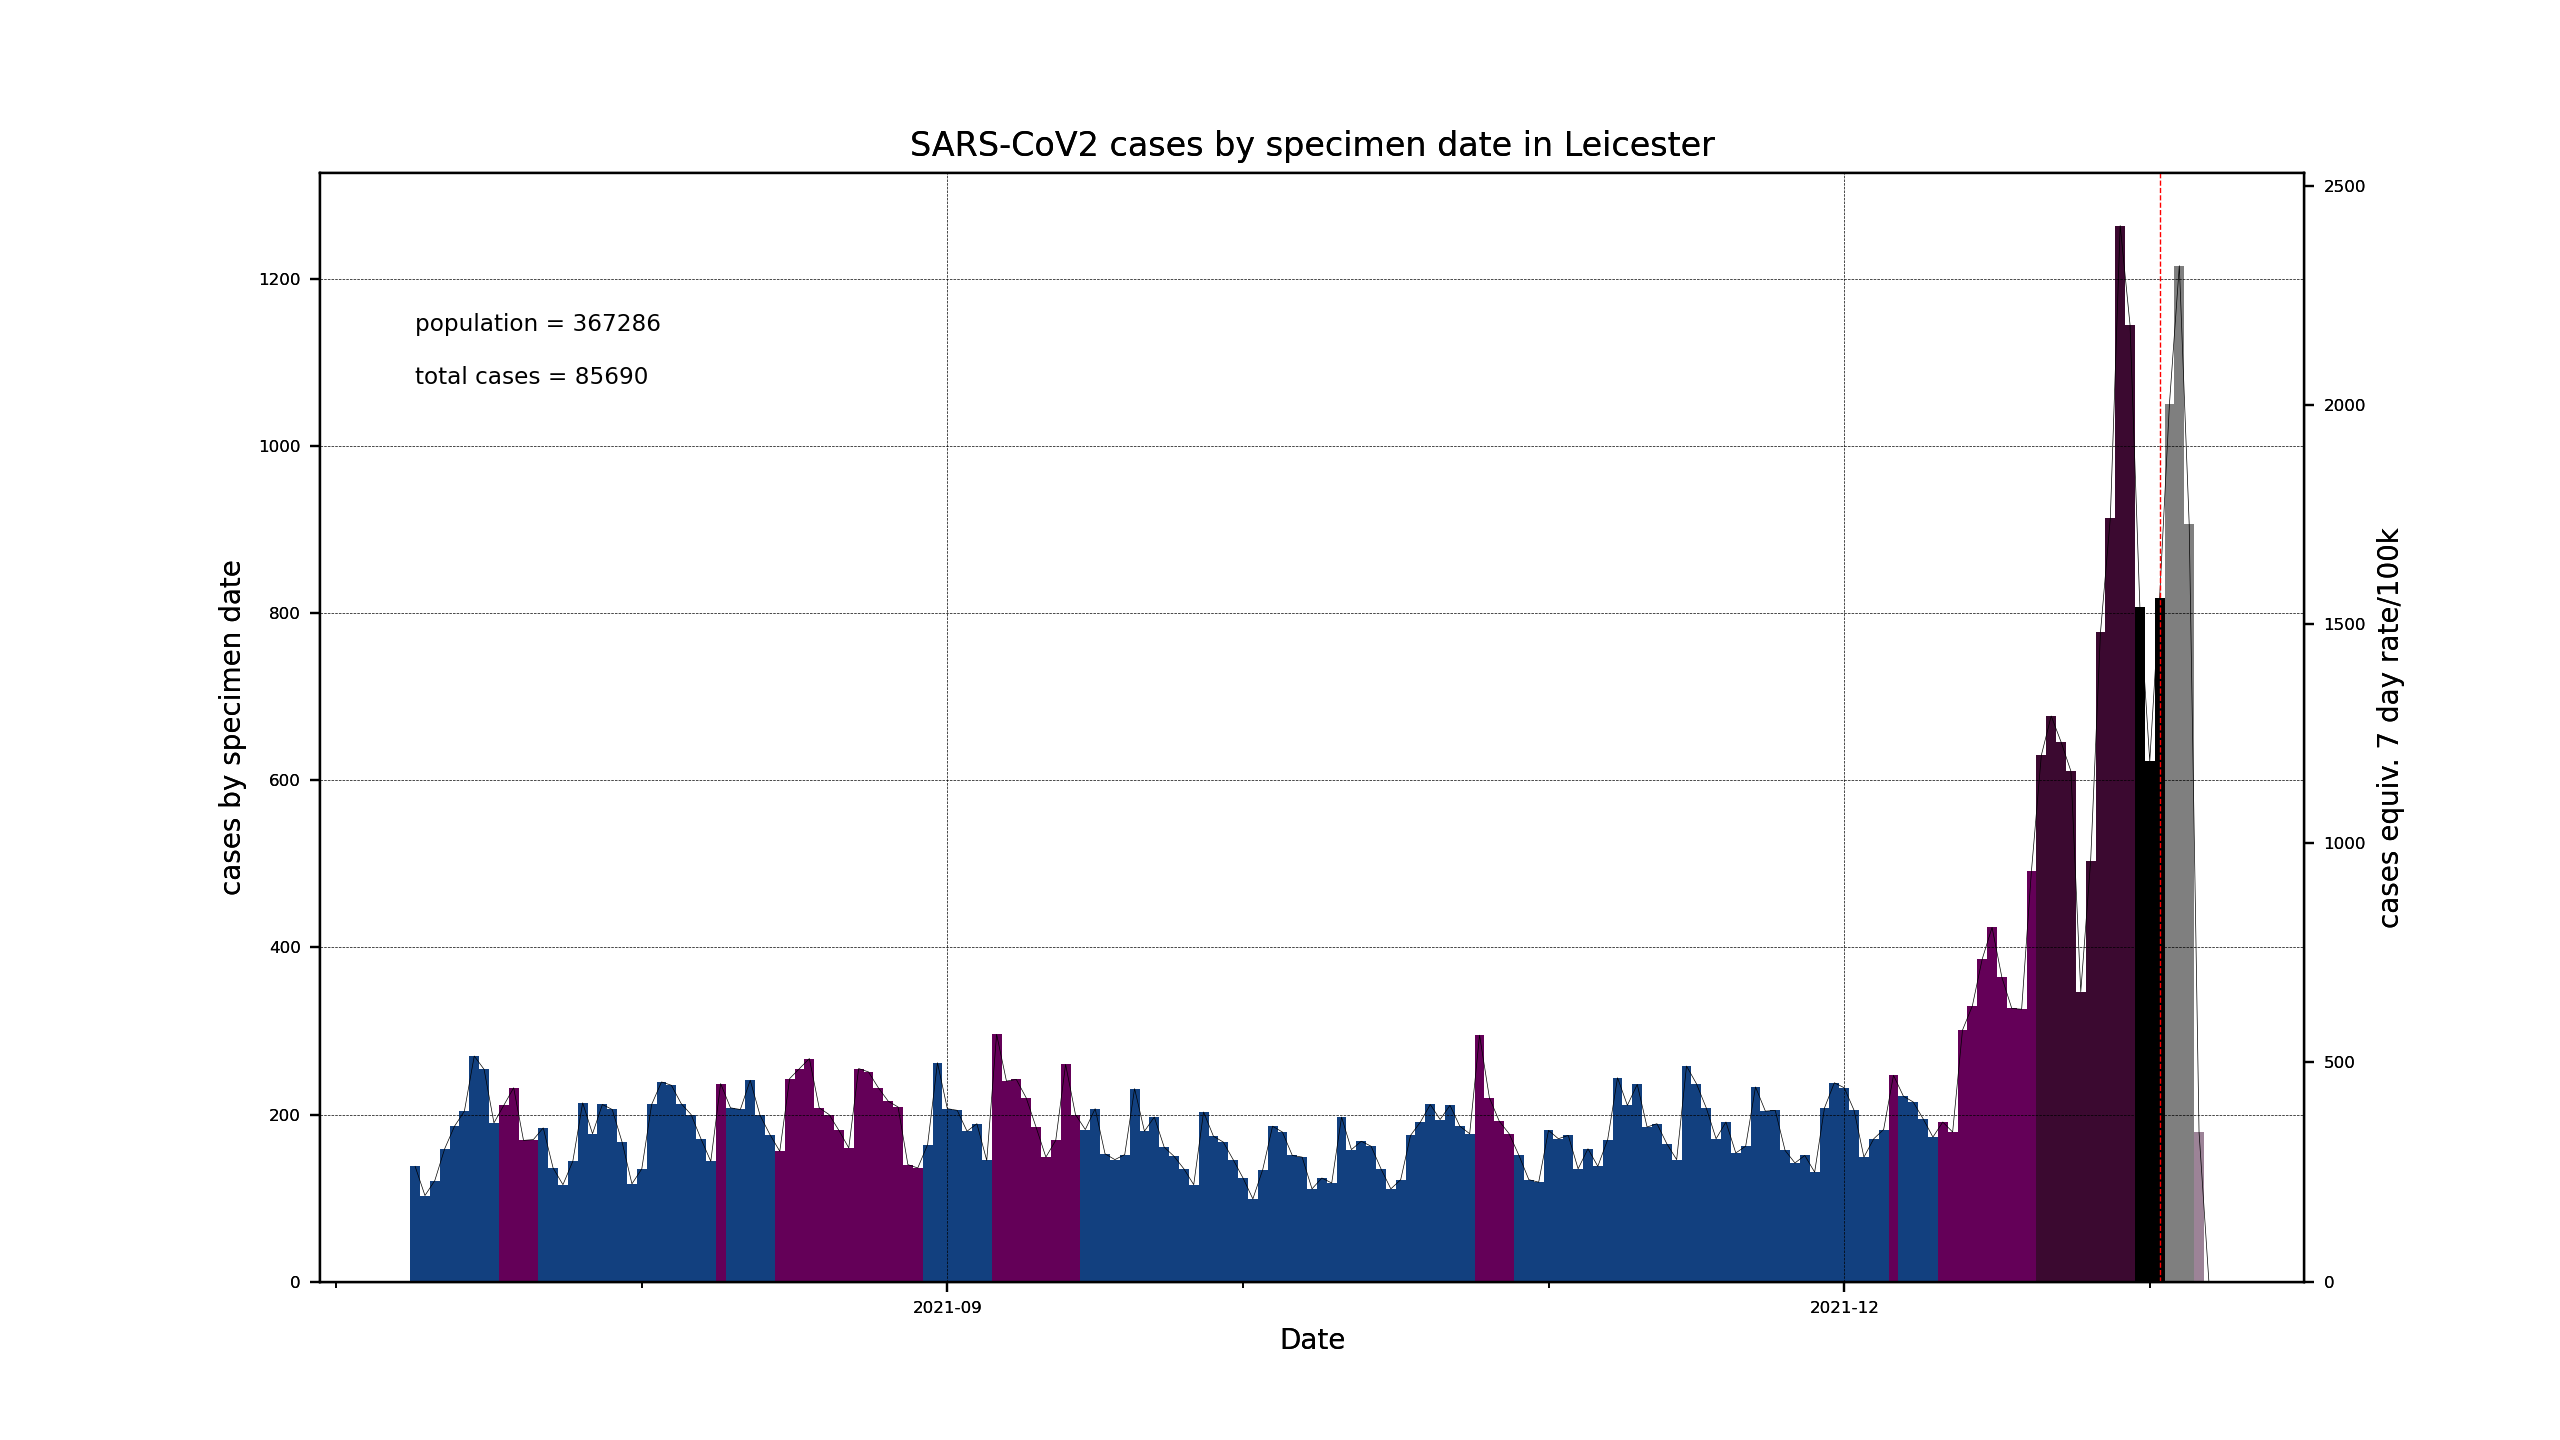 SARS-CoV2 cases by specimen date in Leicester
population = 367286
total cases = 85690
cases by specimen date
1200
1000
800
600
400
200
0
2500
2000
1500
1000
500
0
cases equiv. 7 day rate/100k
2021-09
2021-12
Date